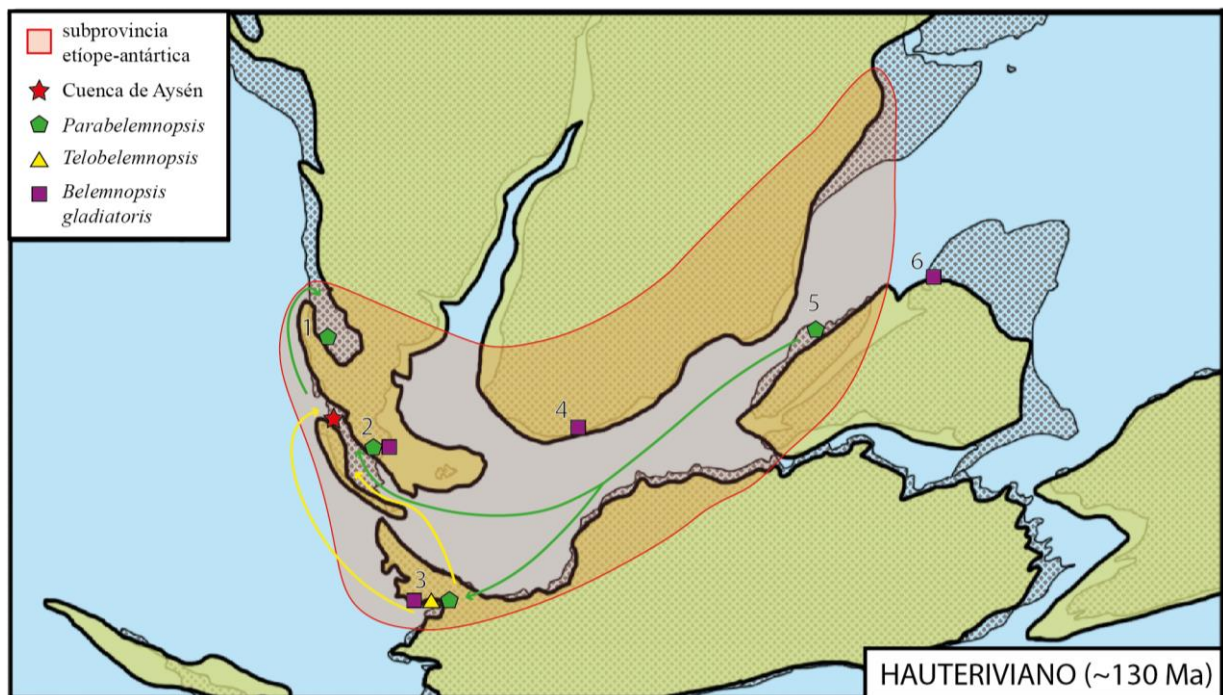 subprovincia
etíope-antártica
Cuenca de Aysén
Parabelemnopsis
Telobelemnopsis
Belemnopsis
gladiatoris
6
5
1
4
2
3
HAUTERIVIANO (~130 Ma)